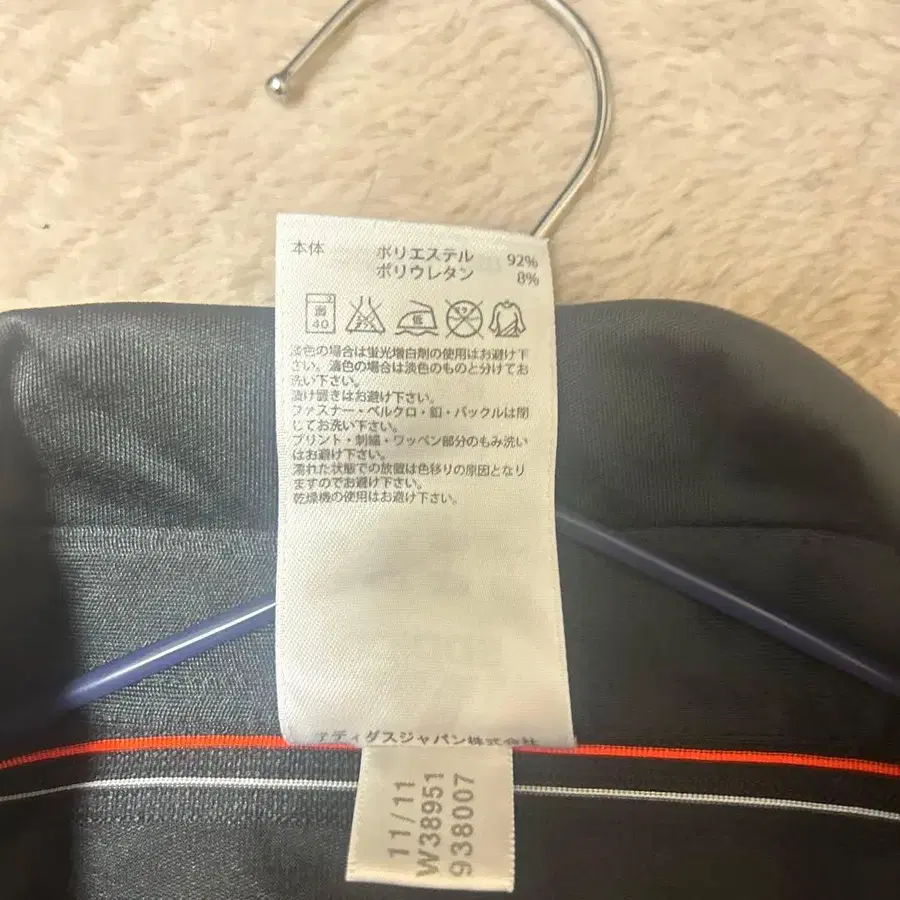 本体 ポリエステル 92%
ポリウレタン 8%
40
低
淡色の場合は蛍光増白剤の使用はお避け下
さい。濃色の場合は淡色のものと分けてお
洗い下さい。
漬け置きはお避け下さい。
ファスナー・ベルクロ・釦・バックルは閉
じてお洗い下さい。
プリント・刺繍・ワッペン部分のもみ洗い
はお避け下さい。
濡れた状態での放置は色移りの原因となり
ますのでお避け下さい。
乾燥機の使用はお避け下さい。
アディダスジャパン株式会社
11/11
W38951
938007